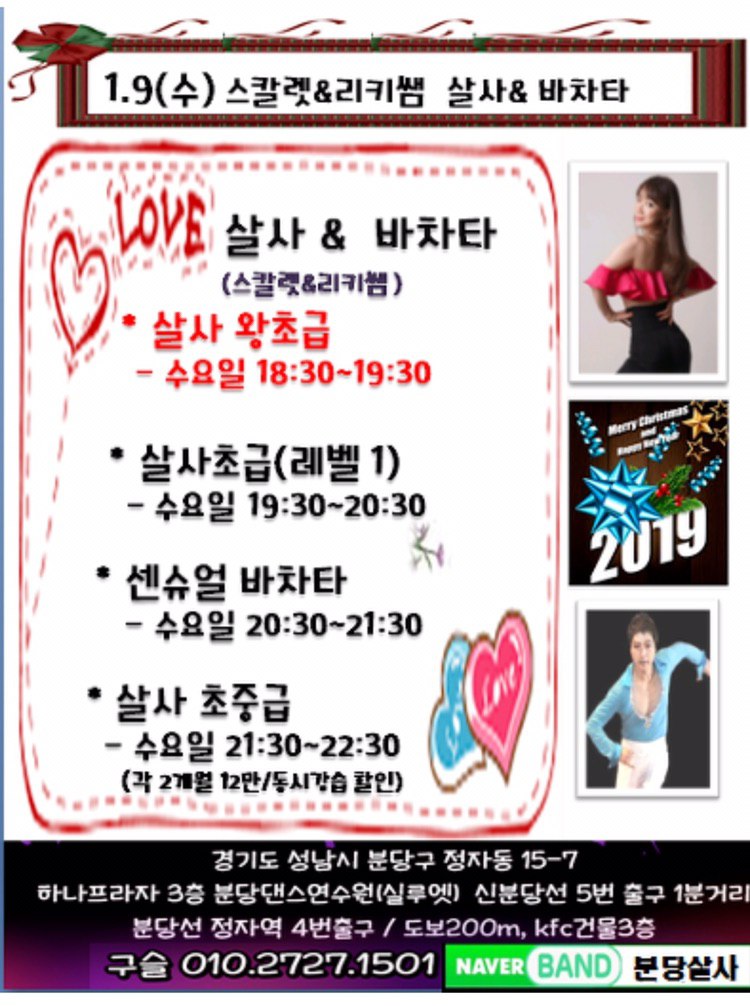 1.9(수) 스칼렛&리키쌤 살사& 바차타
LOVE 살사 & 바차타
(스칼렛&리키쌤)
* 살사 왕초급
- 수요일 18:30~19:30
* 살사초급(레벨 1)
- 수요일 19:30~20:30
* 센슈얼 바차타
- 수요일 20:30~21:30
* 살사 초중급
- 수요일 21:30~22:30
(각 2개월 12만/동시강습 할인)
Love
Merry Christmas
and
Happy New Year
2019
경기도 성남시 분당구 정자동 15-7
하나프라자 3층 분당댄스연수원(실루엣) 신분당선 5번 출구 1분거리
분당선 정자역 4번출구 / 도보200m, kfc건물3층
구슬 010.2727.1501 NAVER BAND 분당살사